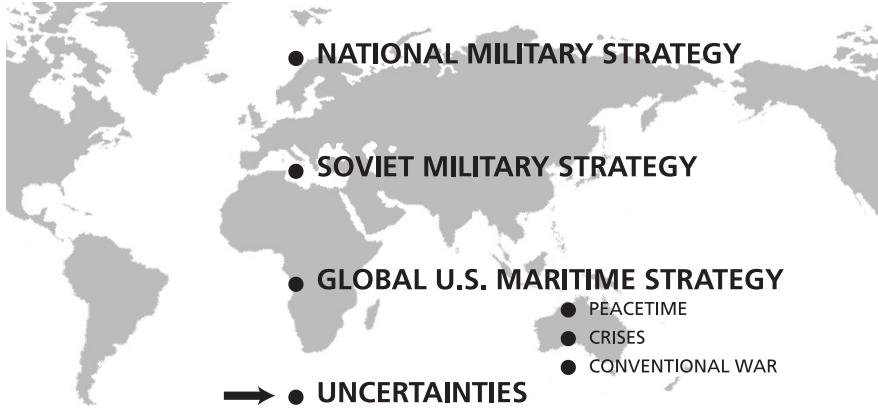 ● NATIONAL MILITARY STRATEGY
● SOVIET MILITARY STRATEGY
● GLOBAL U.S. MARITIME STRATEGY
● PEACETIME
● CRISES
● CONVENTIONAL WAR
● UNCERTAINTIES